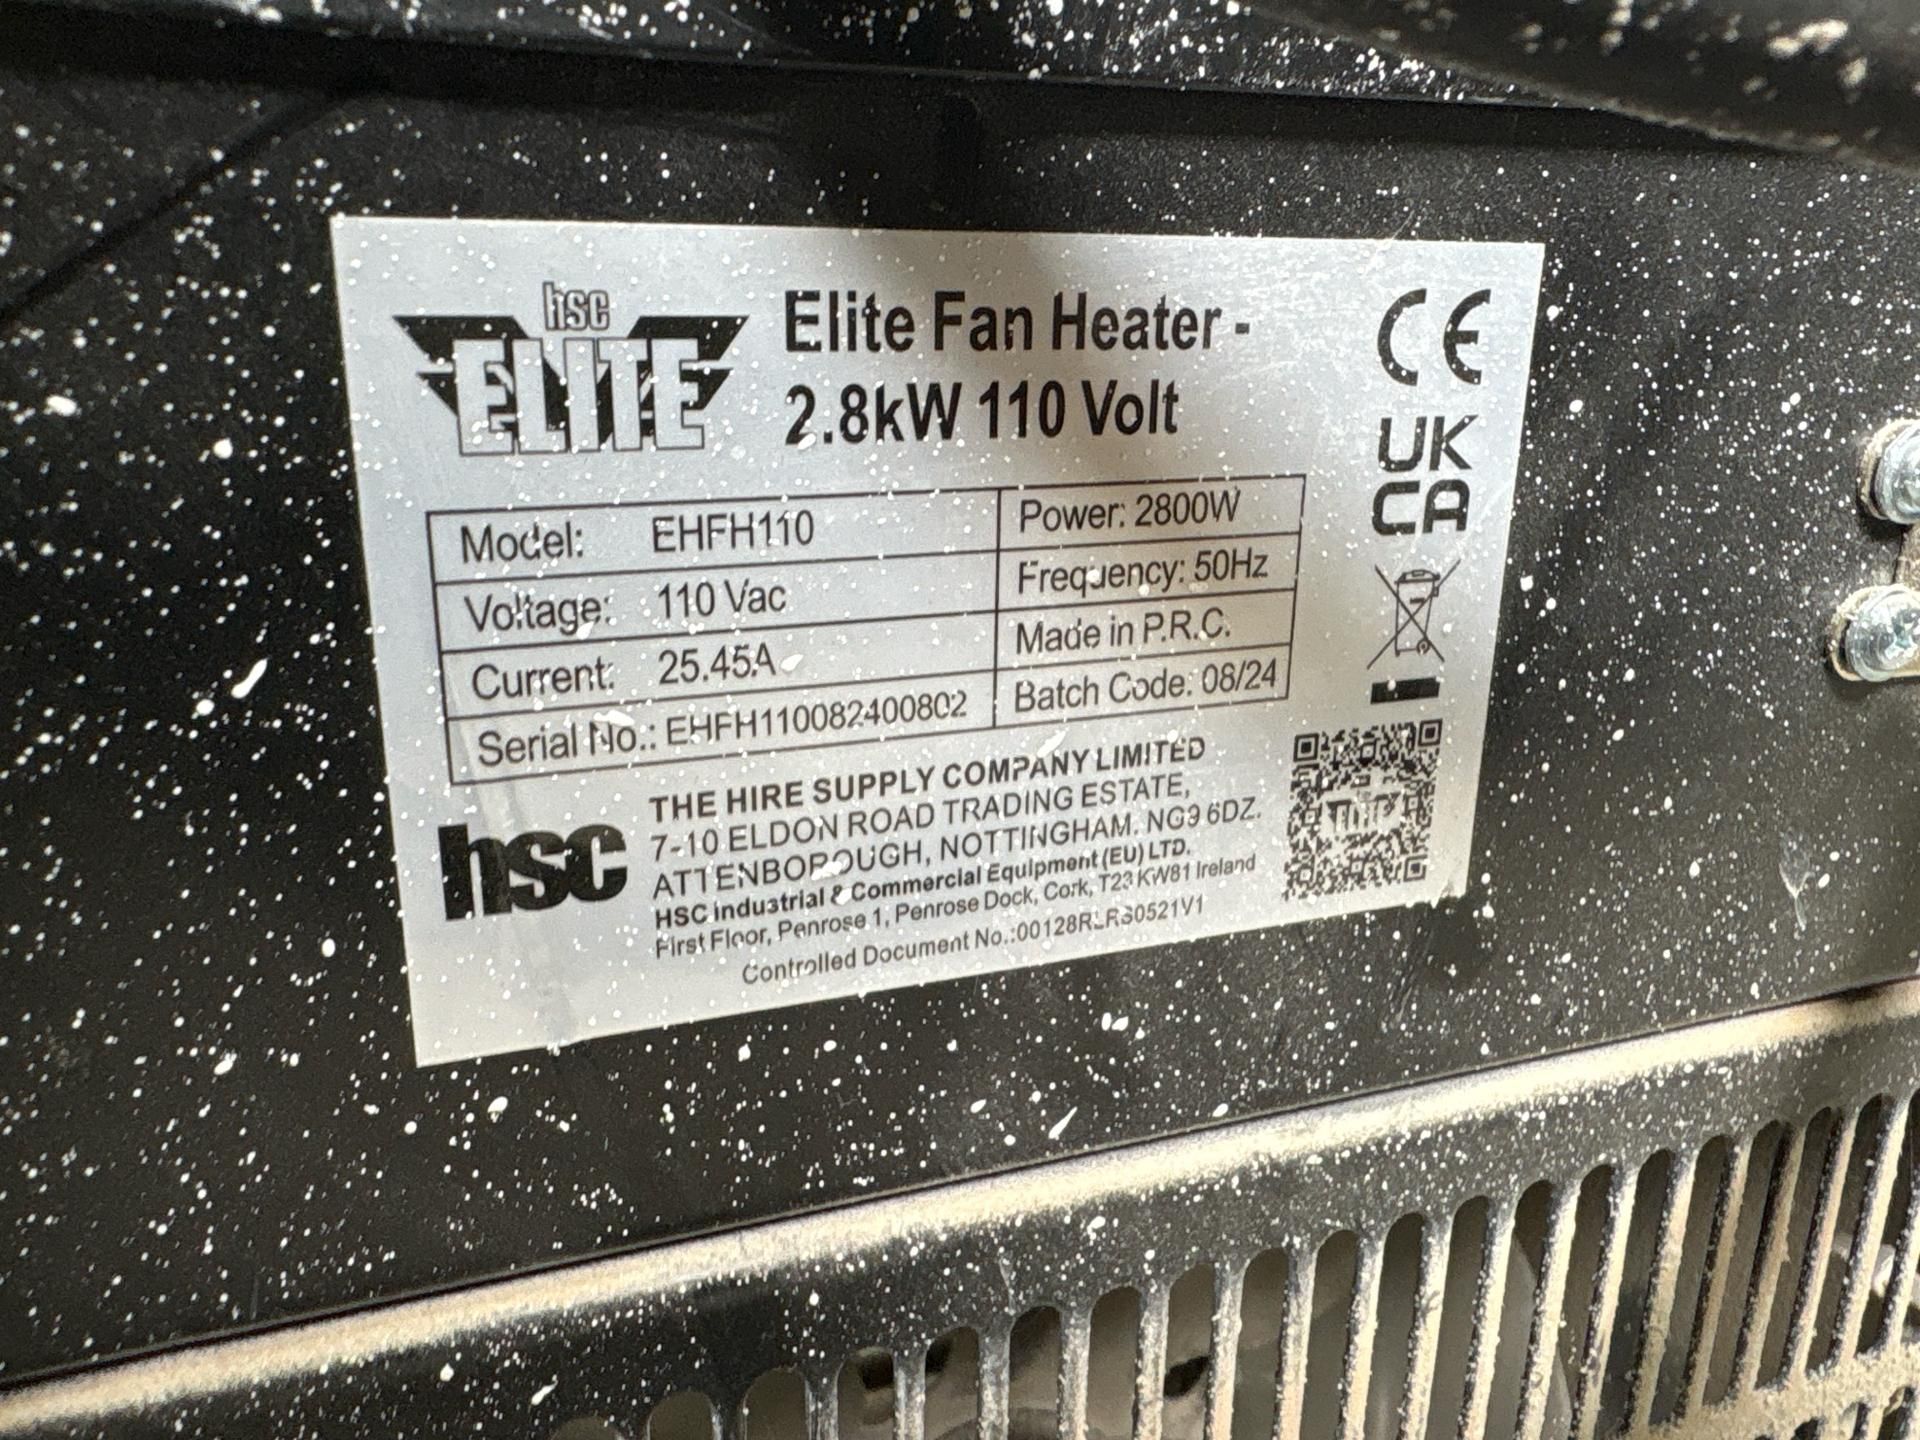 hsc
ELITE
Elite Fan Heater -
2.8kW 110 Volt
CE
UK
CA
Model: EHFH110
Power: 2800W
Voltage: 110 Vac
Frequency: 50Hz
Current: 25.45A
Made in P.R.C.
Serial No.: EHFH110082400802
Batch Code: 08/24
hsc
THE HIRE SUPPLY COMPANY LIMITED
7-10 ELDON ROAD TRADING ESTATE,
ATTENBOROUGH, NOTTINGHAM. NG9 6DZ.
HSC Industrial & Commercial Equipment (EU) LTD.
First Floor, Penrose 1, Penrose Dock, Cork, T23 KW81 Ireland
Controlled Document No.:00128RLRS0521V1